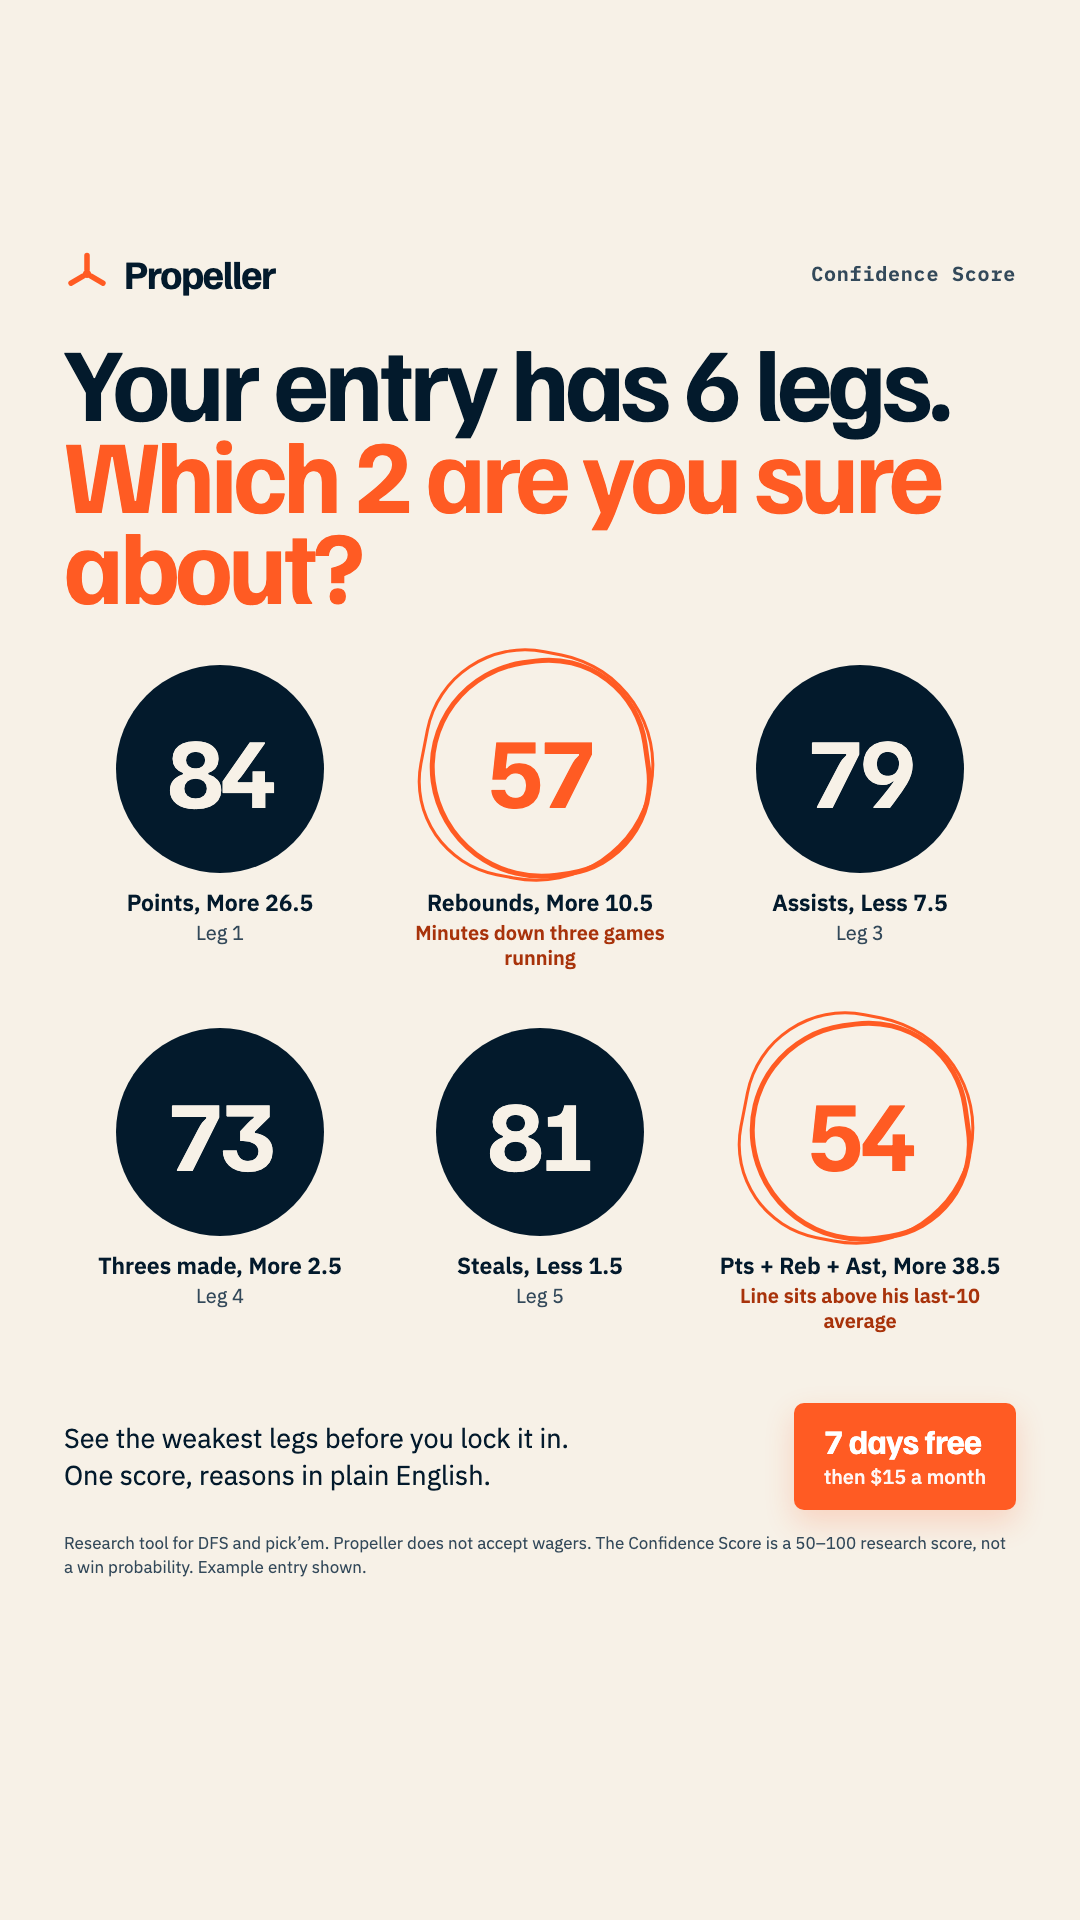 Propeller
Confidence Score
Your entry has 6 legs.
Which 2 are you sure
about?
84
57
79
Points, More 26.5
Rebounds, More 10.5
Assists, Less 7.5
Leg 1
Minutes down three games
running
Leg 3
73
81
54
Threes made, More 2.5
Steals, Less 1.5
Pts + Reb + Ast, More 38.5
Leg 4
Leg 5
Line sits above his last-10
average
See the weakest legs before you lock it in.
One score, reasons in plain English.
7 days free
then $15 a month
Research tool for DFS and pick’em. Propeller does not accept wagers. The Confidence Score is a 50–100 research score, not
a win probability. Example entry shown.